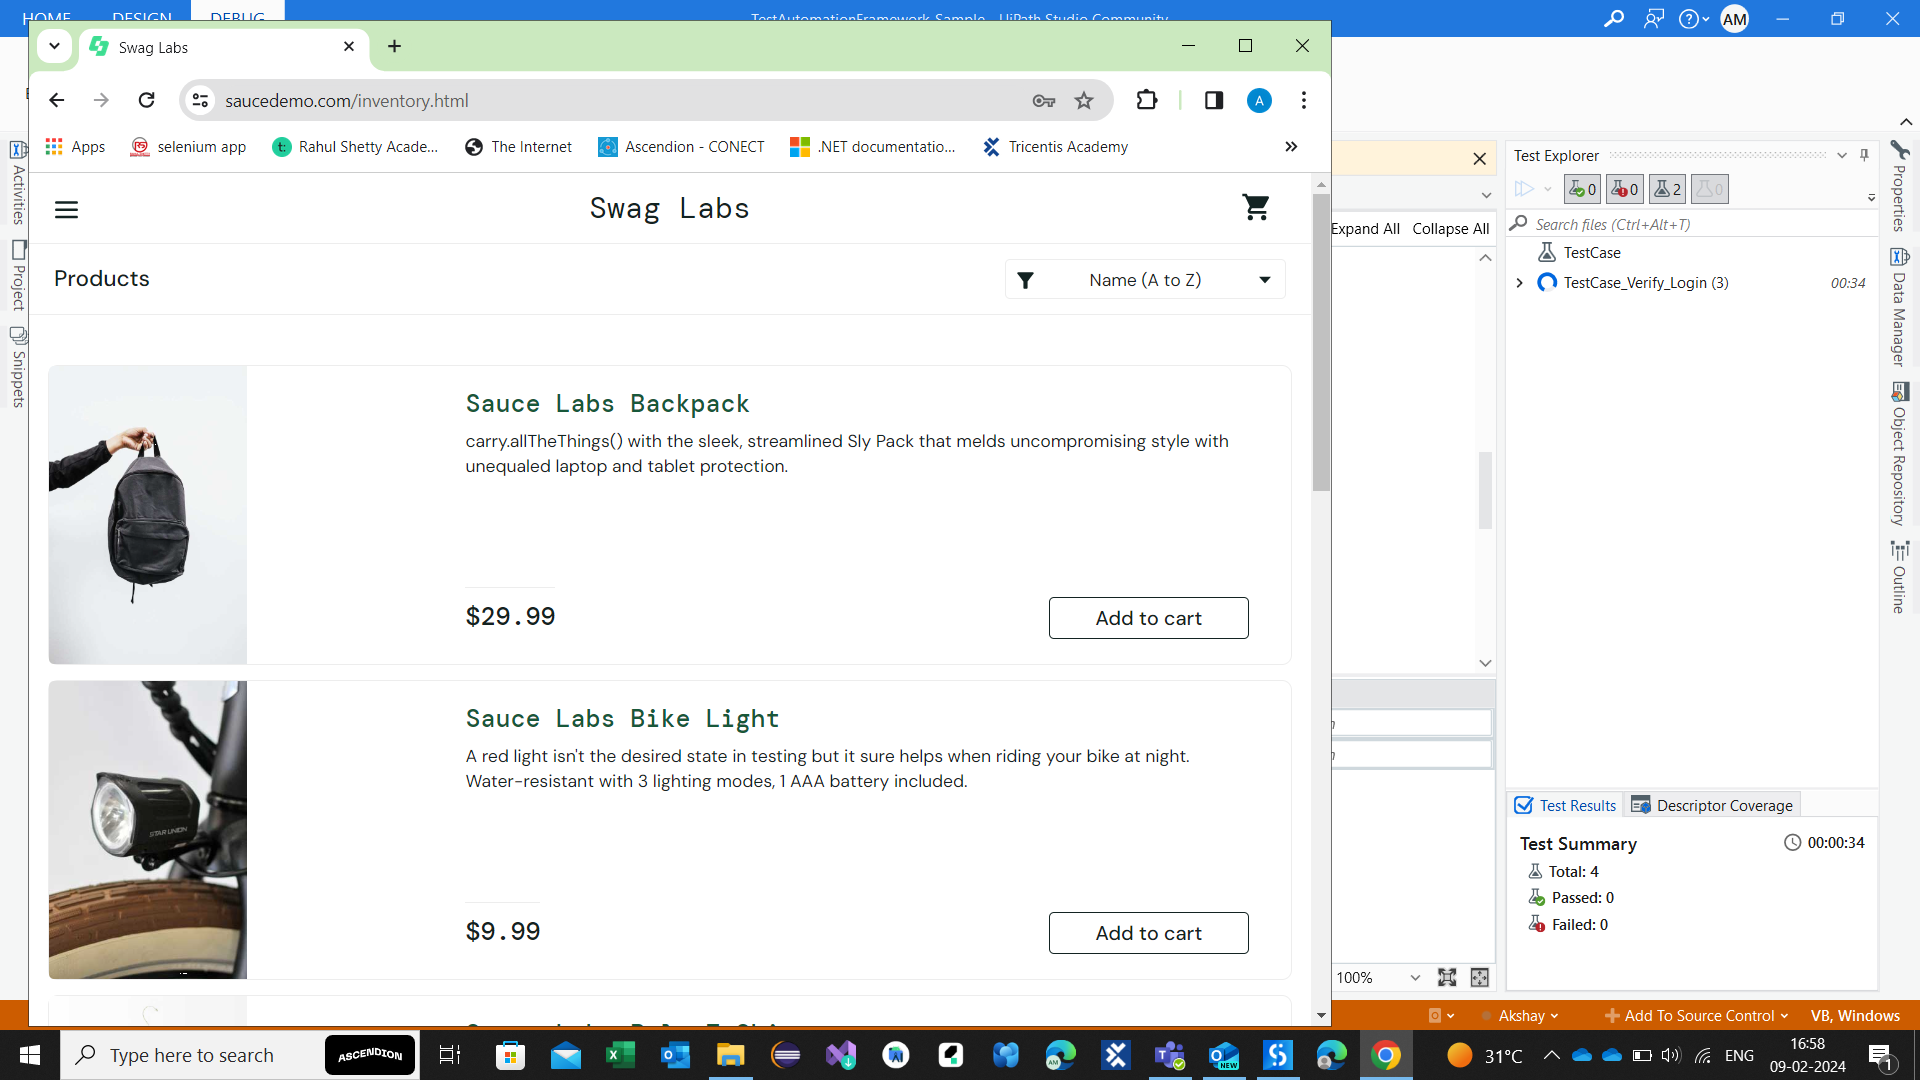 HOME DESIGN DEBUG TestAutomationFramework_Sample - UiPath Studio Community AM
Swag Labs
saucedemo.com/inventory.html A
Apps selenium app Rahul Shetty Acade... The Internet Ascendion - CONECT .NET documentatio... Tricentis Academy
Swag Labs
Products
Name (A to Z)
Sauce Labs Backpack
carry.allTheThings() with the sleek, streamlined Sly Pack that melds uncompromising style with
unequaled laptop and tablet protection.
$29.99
Add to cart
Sauce Labs Bike Light
A red light isn't the desired state in testing but it sure helps when riding your bike at night.
Water-resistant with 3 lighting modes, 1 AAA battery included.
STAR UNION
$9.99
Add to cart
Activities
Project
Snippets
Expand All Collapse All
100%
Test Explorer
0 0 2 0
Search files (Ctrl+Alt+T)
TestCase
TestCase_Verify_Login (3) 00:34
Test Results Descriptor Coverage
Test Summary 00:00:34
Total: 4
Passed: 0
Failed: 0
Properties
Data Manager
Object Repository
Outline
Akshay Add To Source Control VB, Windows
Type here to search ASCENDION NEW 31°C ENG 16:58
09-02-2024 1